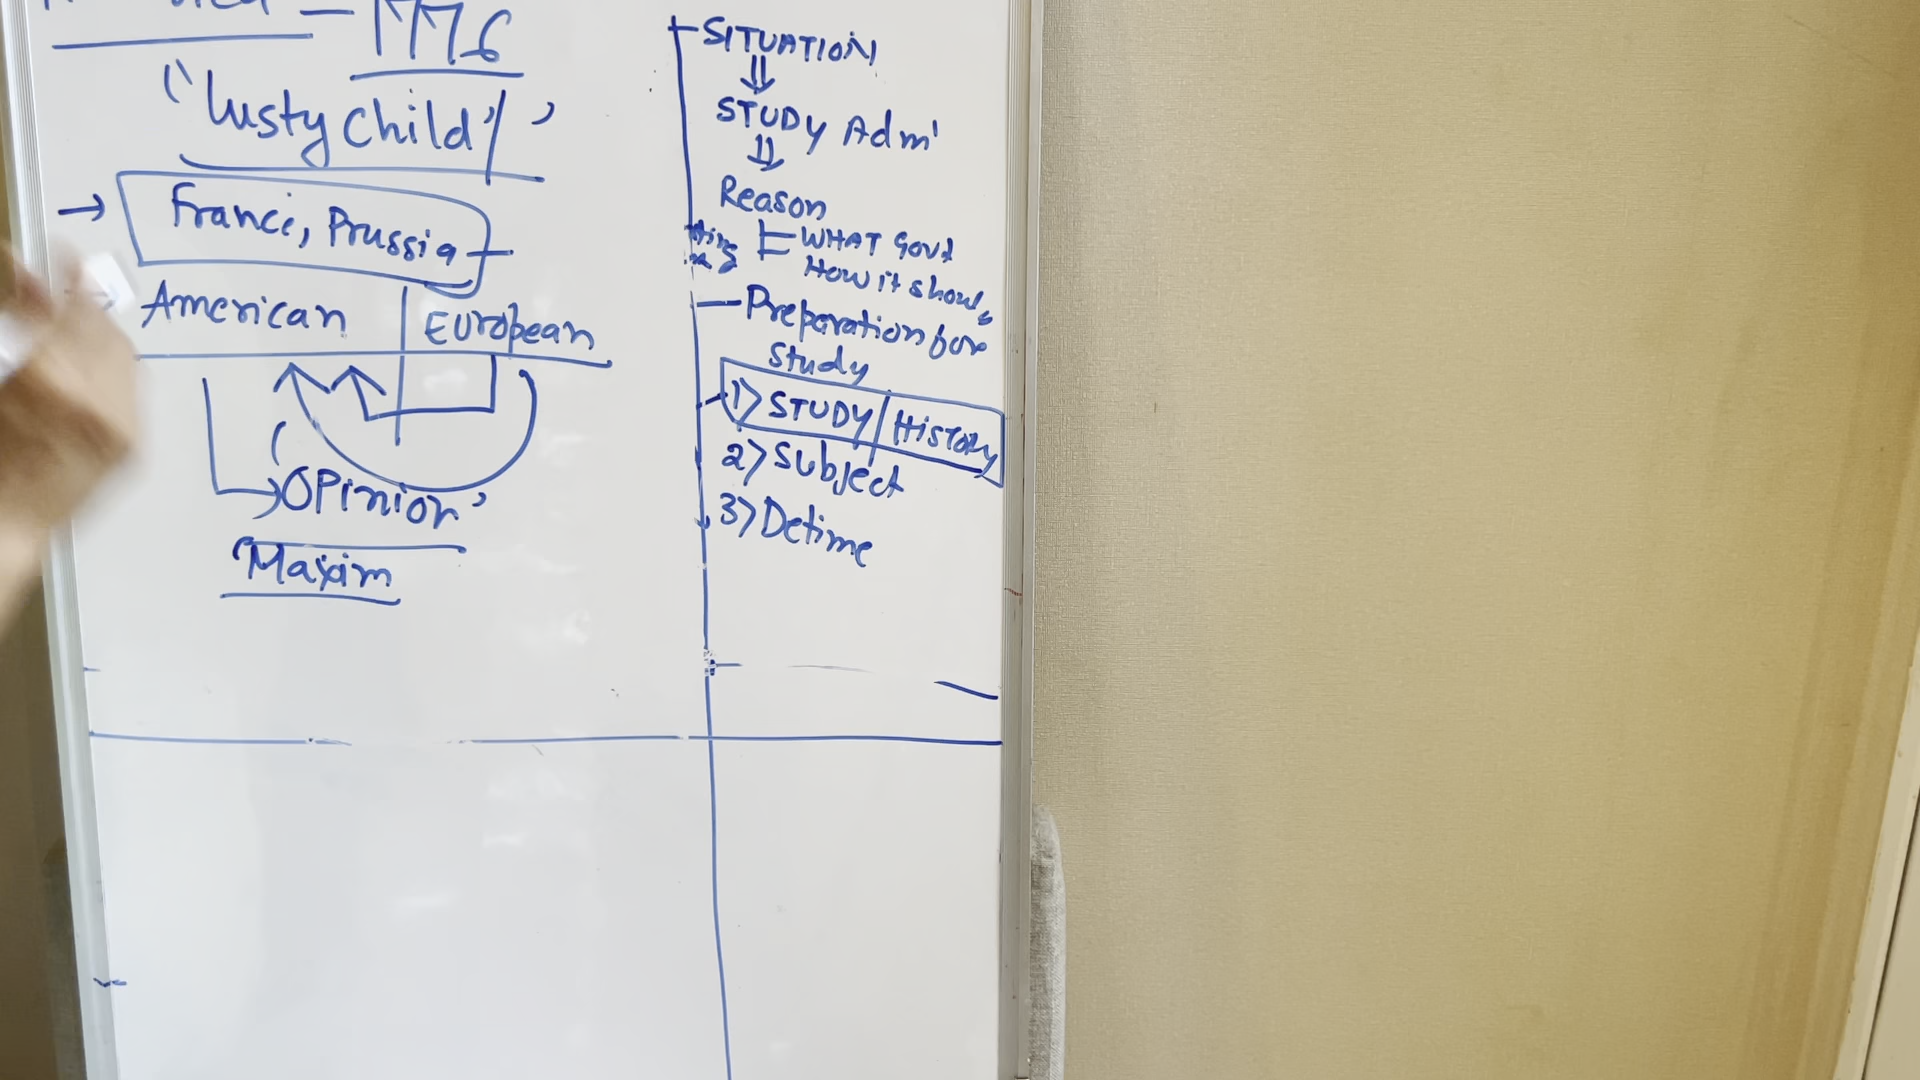 — 1776
"Lusty Child"
→ France, Prussia
American | European
'Opinion'
Maxim
SITUATION
⇓
STUDY Adm'
⇓
Reason
WHAT Govt
How it should
Preparation for
Study
1> STUDY / History
2> Subject
3> Detime